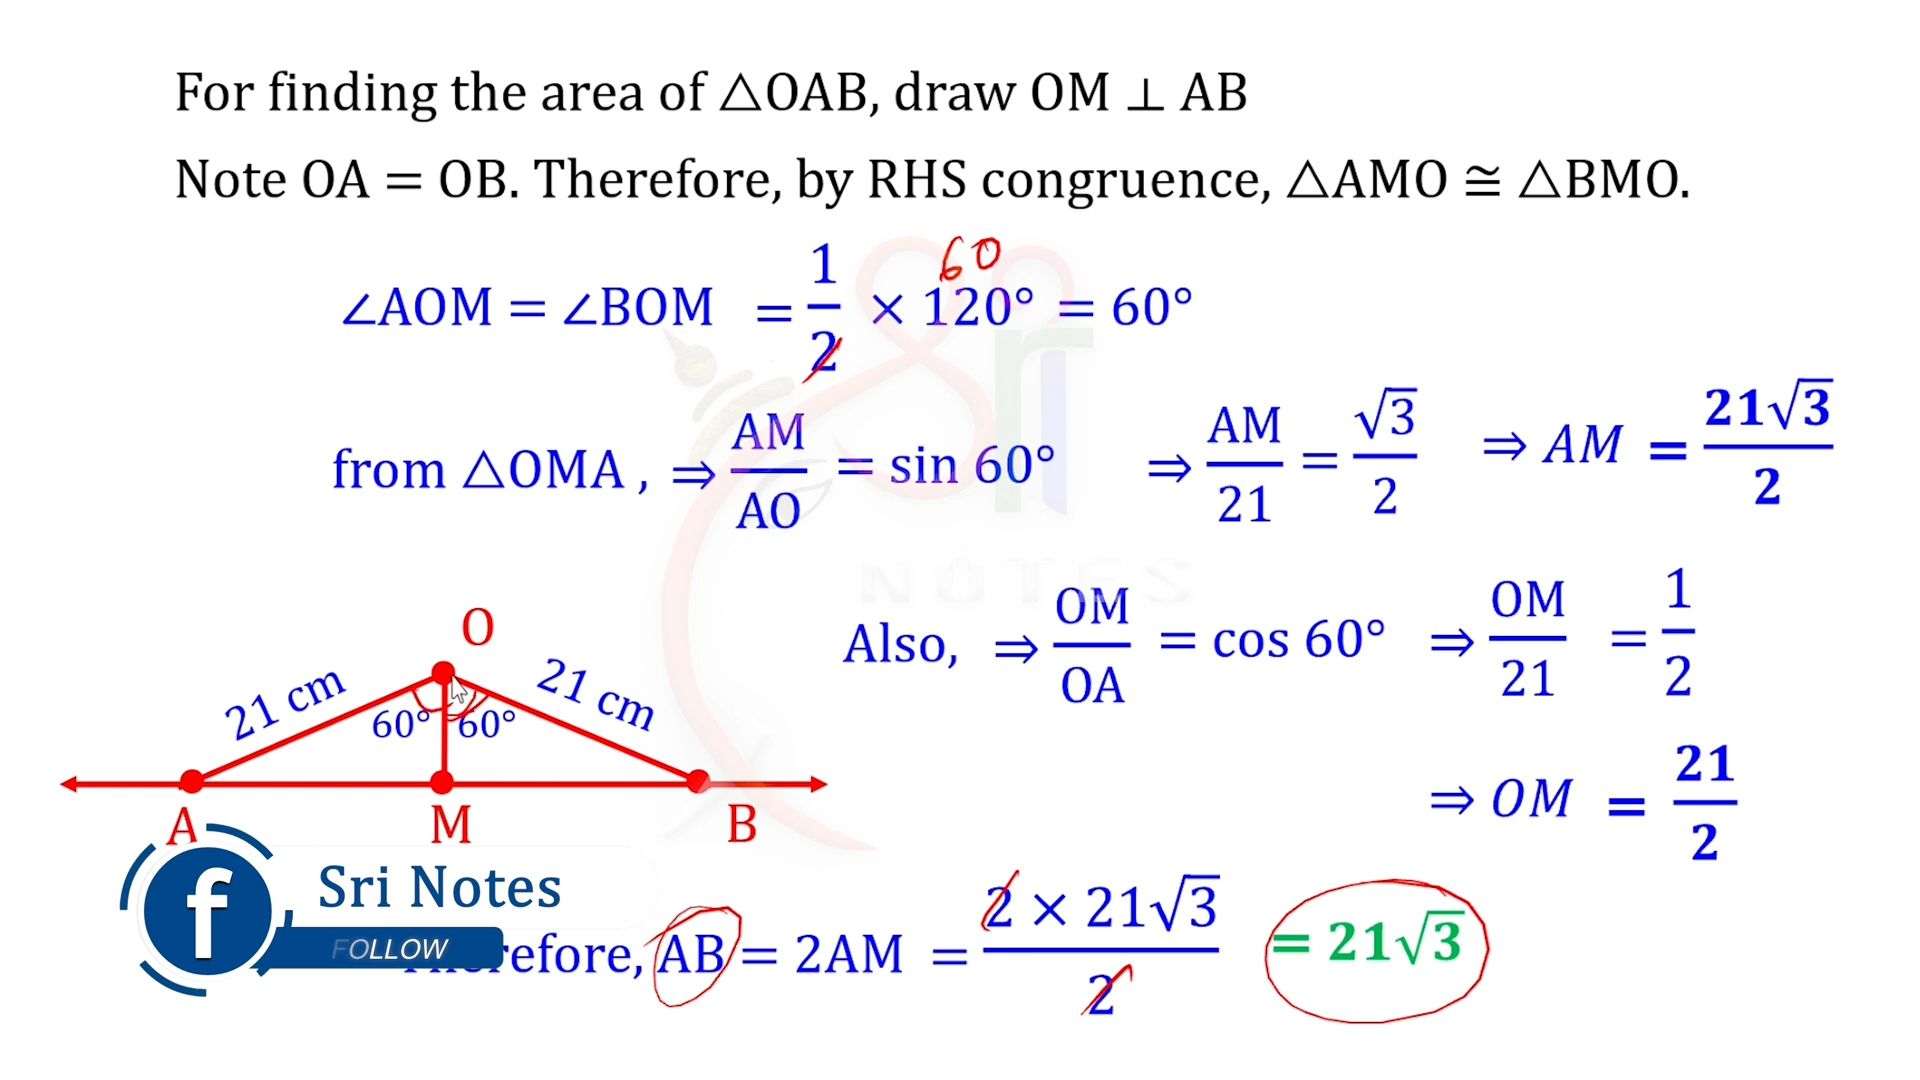 For finding the area of △OAB, draw OM ⊥ AB
Note OA = OB. Therefore, by RHS congruence, △AMO ≅ △BMO.
60
∠AOM = ∠BOM = 1/2 × 120° = 60°
from △OMA , ⇒ AM/AO = sin 60° ⇒ AM/21 = √3/2 ⇒ AM = 21√3/2
Also, ⇒ OM/OA = cos 60° ⇒ OM/21 = 1/2
⇒ OM = 21/2
O
21 cm 21 cm
60° 60°
A M B
Sri Notes
FOLLOW
Therefore, AB = 2AM = 2 × 21√3/2 = 21√3
sri
NOTES